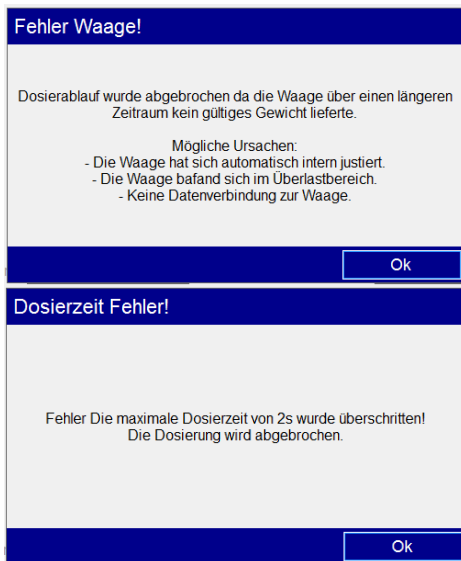 Fehler Waage!
Dosierablauf wurde abgebrochen da die Waage über einen längeren
Zeitraum kein gültiges Gewicht lieferte.
Mögliche Ursachen:
- Die Waage hat sich automatisch intern justiert.
- Die Waage bafand sich im Überlastbereich.
- Keine Datenverbindung zur Waage.
Ok
Dosierzeit Fehler!
Fehler Die maximale Dosierzeit von 2s wurde überschritten!
Die Dosierung wird abgebrochen.
Ok